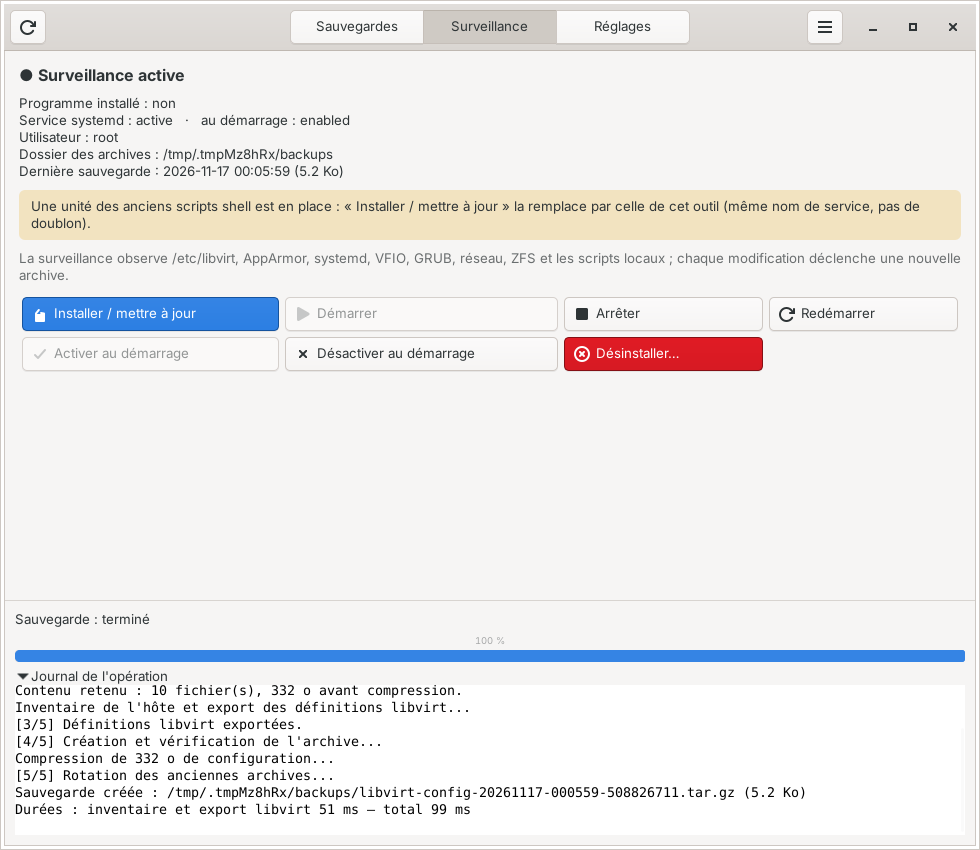 Sauvegardes
Surveillance
Réglages
● Surveillance active
Programme installé : non
Service systemd : active · au démarrage : enabled
Utilisateur : root
Dossier des archives : /tmp/.tmpMz8hRx/backups
Dernière sauvegarde : 2026-11-17 00:05:59 (5.2 Ko)
Une unité des anciens scripts shell est en place : « Installer / mettre à jour » la remplace par celle de cet outil (même nom de service, pas de
doublon).
La surveillance observe /etc/libvirt, AppArmor, systemd, VFIO, GRUB, réseau, ZFS et les scripts locaux ; chaque modification déclenche une nouvelle
archive.
Installer / mettre à jour
Démarrer
Arrêter
Redémarrer
Activer au démarrage
Désactiver au démarrage
Désinstaller...
Sauvegarde : terminé
100 %
Journal de l'opération
Contenu retenu : 10 fichier(s), 332 o avant compression.
Inventaire de l'hôte et export des définitions libvirt...
[3/5] Définitions libvirt exportées.
[4/5] Création et vérification de l'archive...
Compression de 332 o de configuration...
[5/5] Rotation des anciennes archives...
Sauvegarde créée : /tmp/.tmpMz8hRx/backups/libvirt-config-20261117-000559-508826711.tar.gz (5.2 Ko)
Durées : inventaire et export libvirt 51 ms — total 99 ms